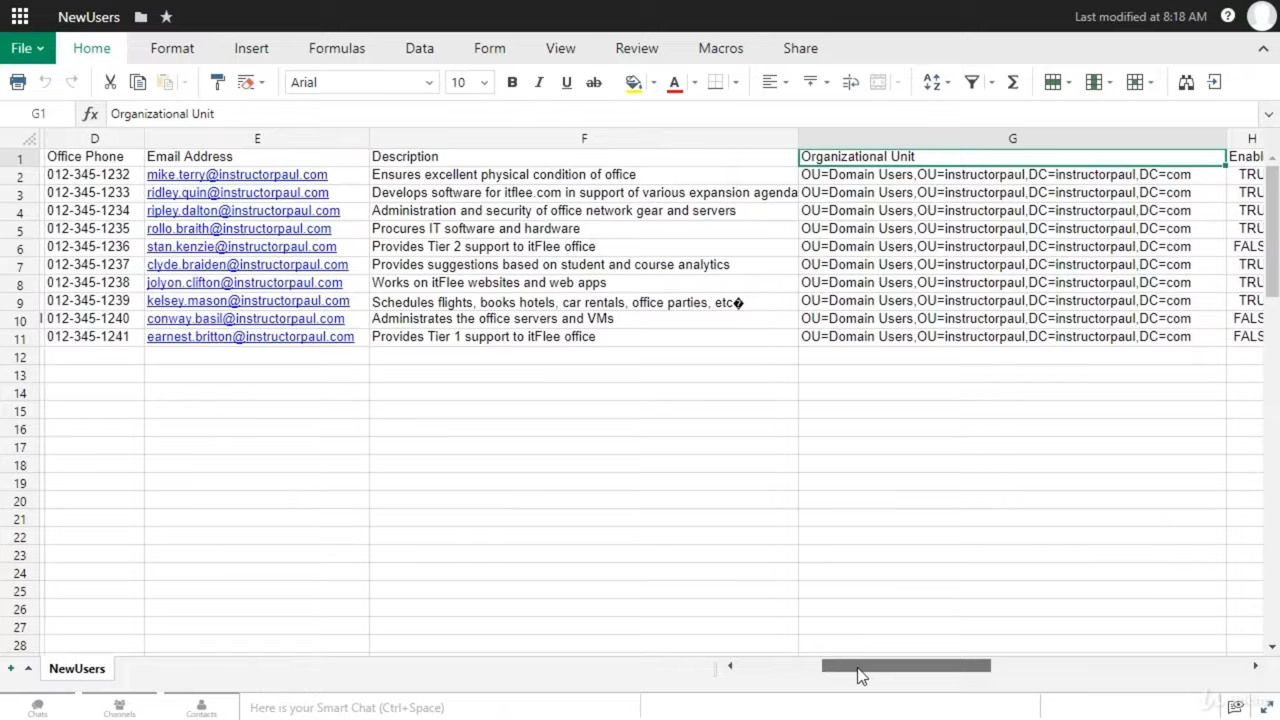 NewUsers
Last modified at 8:18 AM
File Home Format Insert Formulas Data Form View Review Macros Share
Arial 10 B I U ab A
G1 fx Organizational Unit
D E F G H
1 Office Phone Email Address Description Organizational Unit Enabl
2 012-345-1232 mike.terry@instructorpaul.com Ensures excellent physical condition of office OU=Domain Users,OU=instructorpaul,DC=instructorpaul,DC=com TRU
3 012-345-1233 ridley.quin@instructorpaul.com Develops software for itflee.com in support of various expansion agenda OU=Domain Users,OU=instructorpaul,DC=instructorpaul,DC=com TRU
4 012-345-1234 ripley.dalton@instructorpaul.com Administration and security of office network gear and servers OU=Domain Users,OU=instructorpaul,DC=instructorpaul,DC=com TRU
5 012-345-1235 rollo.braith@instructorpaul.com Procures IT software and hardware OU=Domain Users,OU=instructorpaul,DC=instructorpaul,DC=com TRU
6 012-345-1236 stan.kenzie@instructorpaul.com Provides Tier 2 support to itFlee office OU=Domain Users,OU=instructorpaul,DC=instructorpaul,DC=com FALS
7 012-345-1237 clyde.braiden@instructorpaul.com Provides suggestions based on student and course analytics OU=Domain Users,OU=instructorpaul,DC=instructorpaul,DC=com TRU
8 012-345-1238 jolyon.clifton@instructorpaul.com Works on itFlee websites and web apps OU=Domain Users,OU=instructorpaul,DC=instructorpaul,DC=com TRU
9 012-345-1239 kelsey.mason@instructorpaul.com Schedules flights, books hotels, car rentals, office parties, etc� OU=Domain Users,OU=instructorpaul,DC=instructorpaul,DC=com TRU
10 012-345-1240 conway.basil@instructorpaul.com Administrates the office servers and VMs OU=Domain Users,OU=instructorpaul,DC=instructorpaul,DC=com FALS
11 012-345-1241 earnest.britton@instructorpaul.com Provides Tier 1 support to itFlee office OU=Domain Users,OU=instructorpaul,DC=instructorpaul,DC=com FALS
12
13
14
15
16
17
18
19
20
21
22
23
24
25
26
27
28
NewUsers
Chats Channels Contacts Here is your Smart Chat (Ctrl+Space)